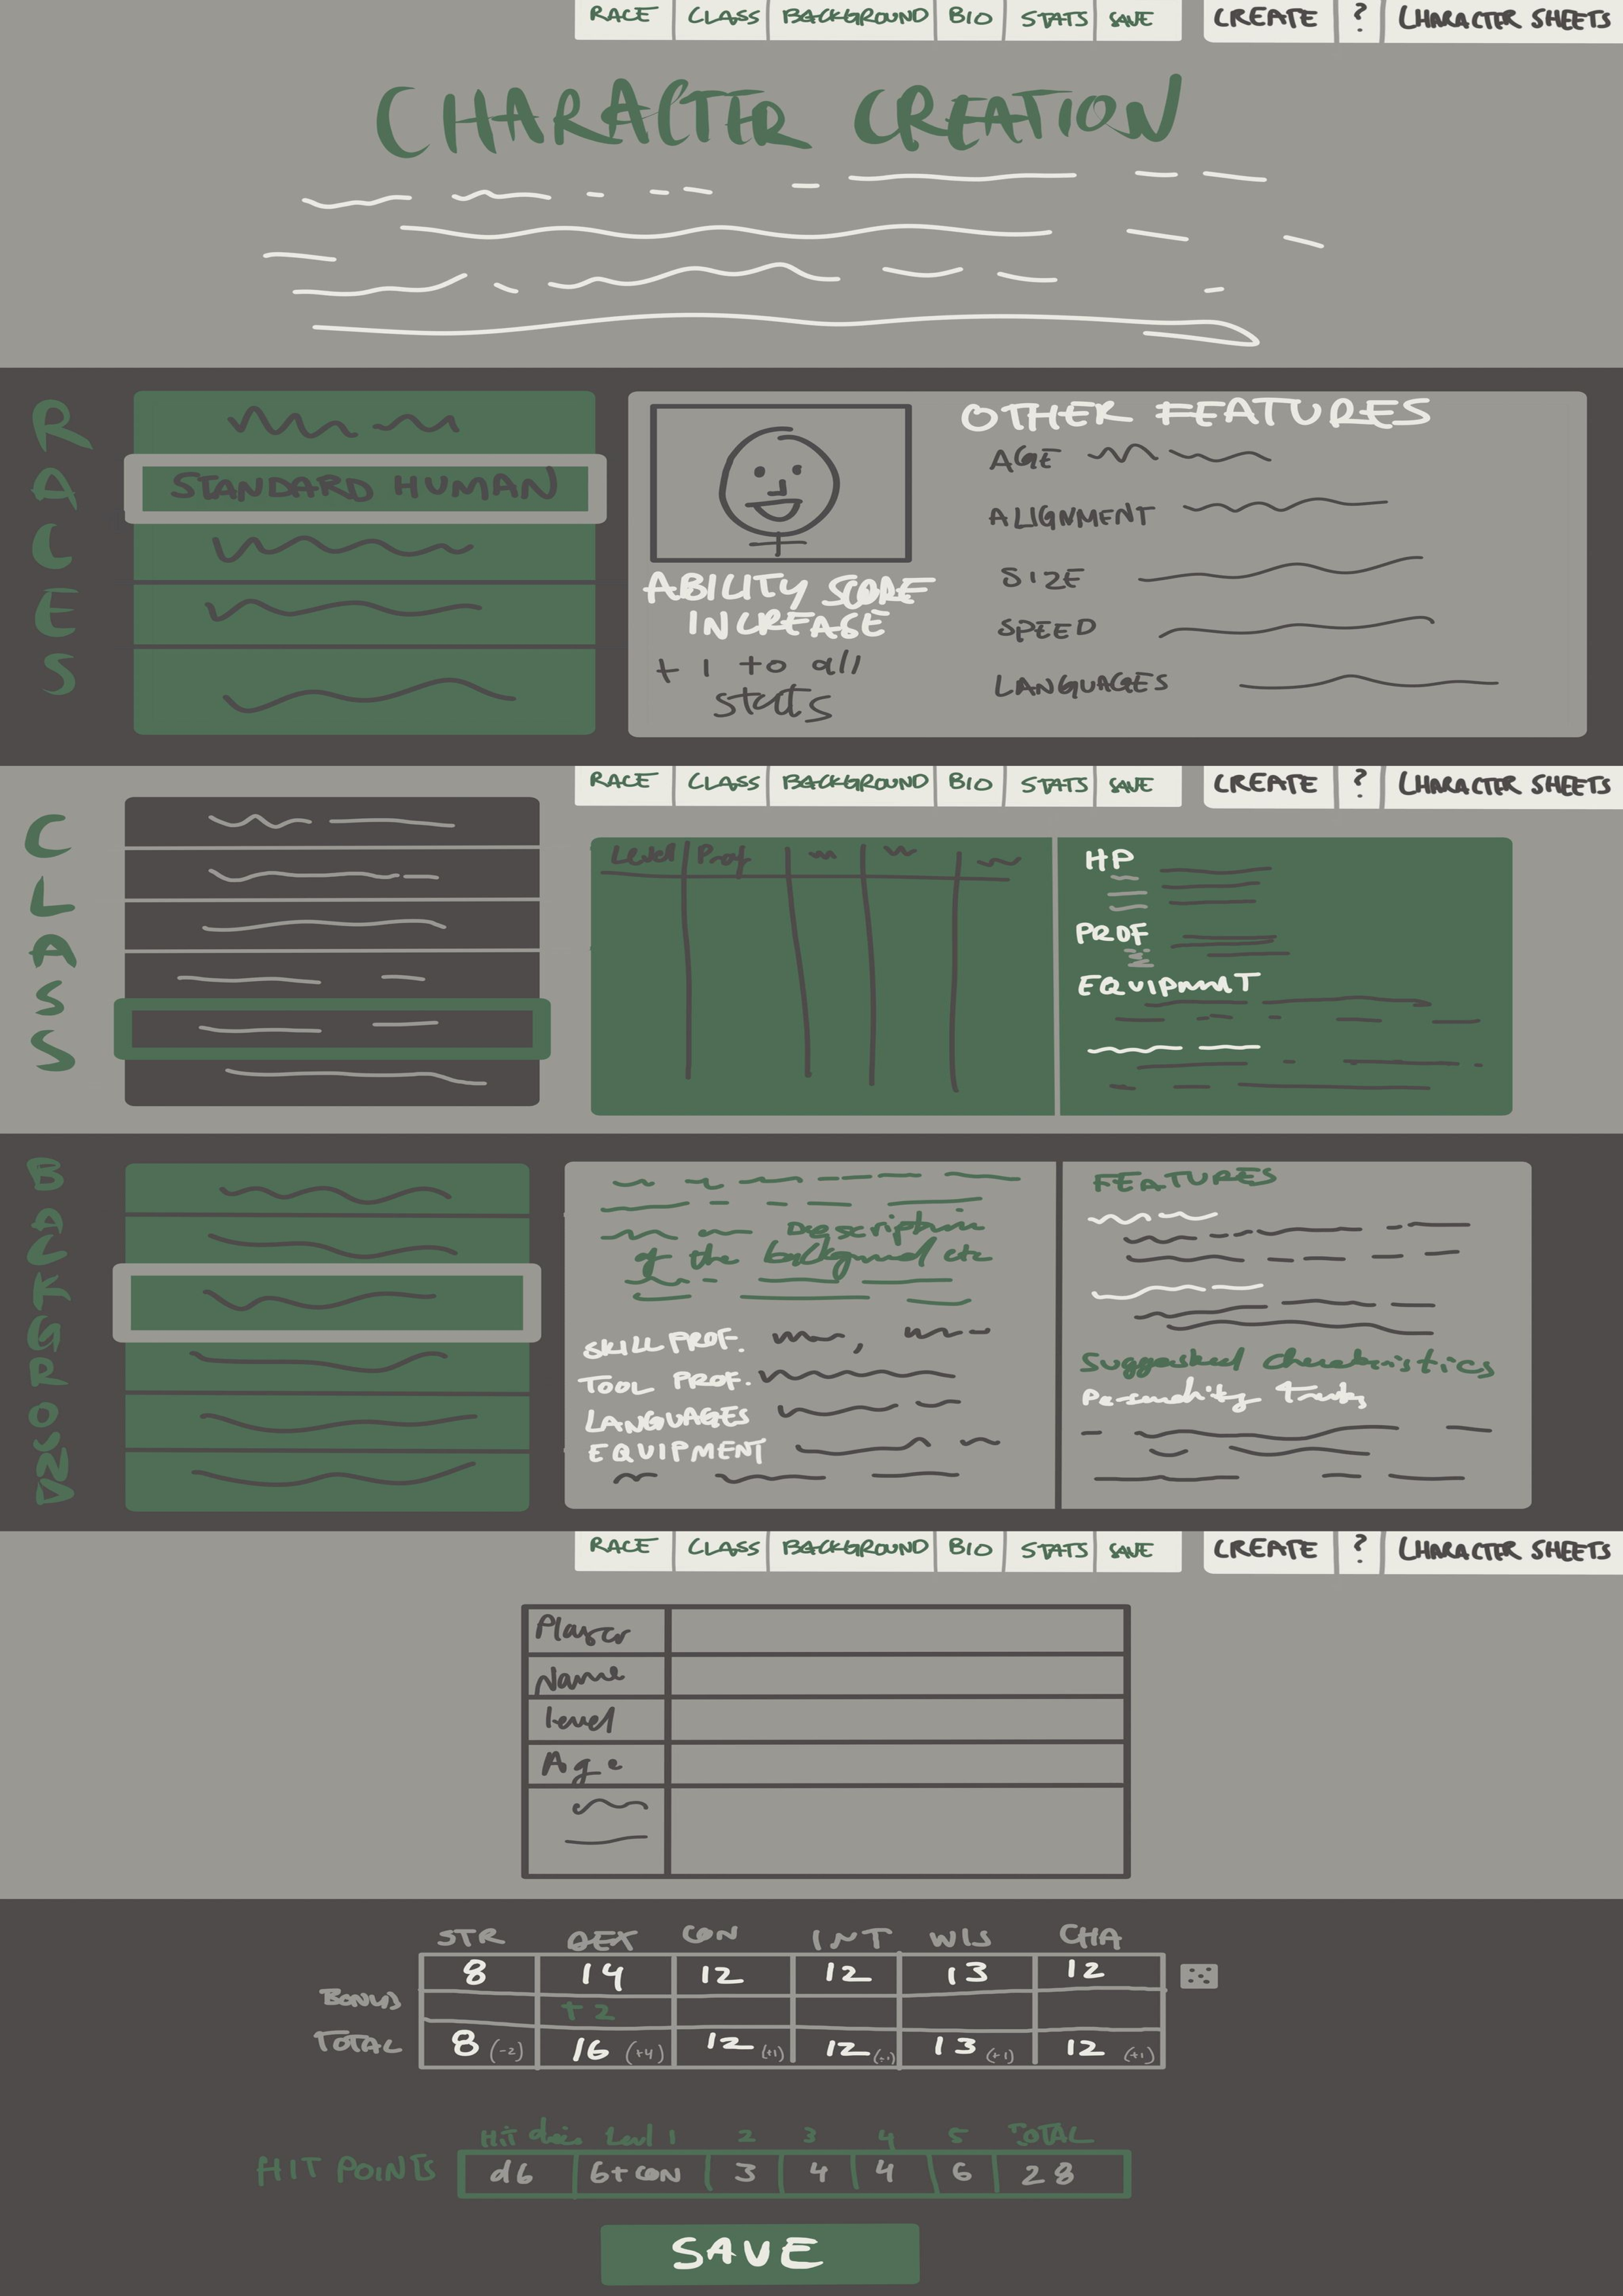 RACE CLASS BACKGROUND BIO STATS SAVE CREATE ? CHARACTER SHEETS
CHARACTER CREATION
RACES
STANDARD HUMAN
ABILITY SCORE
INCREASE
+ 1 to all
stats
OTHER FEATURES
AGE
ALIGNMENT
SIZE
SPEED
LANGUAGES
RACE CLASS BACKGROUND BIO STATS SAVE CREATE ? CHARACTER SHEETS
CLASS
Level Prof
HP
PROF
EQUIPMENT
BACKGROUND
Description
of the background etc
SKILL PROF. ,
TOOL PROF.
LANGUAGES
EQUIPMENT
FEATURES
Suggested characteristics
Personality traits
RACE CLASS BACKGROUND BIO STATS SAVE CREATE ? CHARACTER SHEETS
Player
Name
Level
Age
STR DEX CON INT WIS CHA
8 14 12 12 13 12
BONUS +2
TOTAL 8 (-2) 16 (+4) 12 (+1) 12 (+1) 13 (+1) 12 (+1)
Hit dice Level 1 2 3 4 5 TOTAL
HIT POINTS d6 6+CON 3 4 4 6 28
SAVE